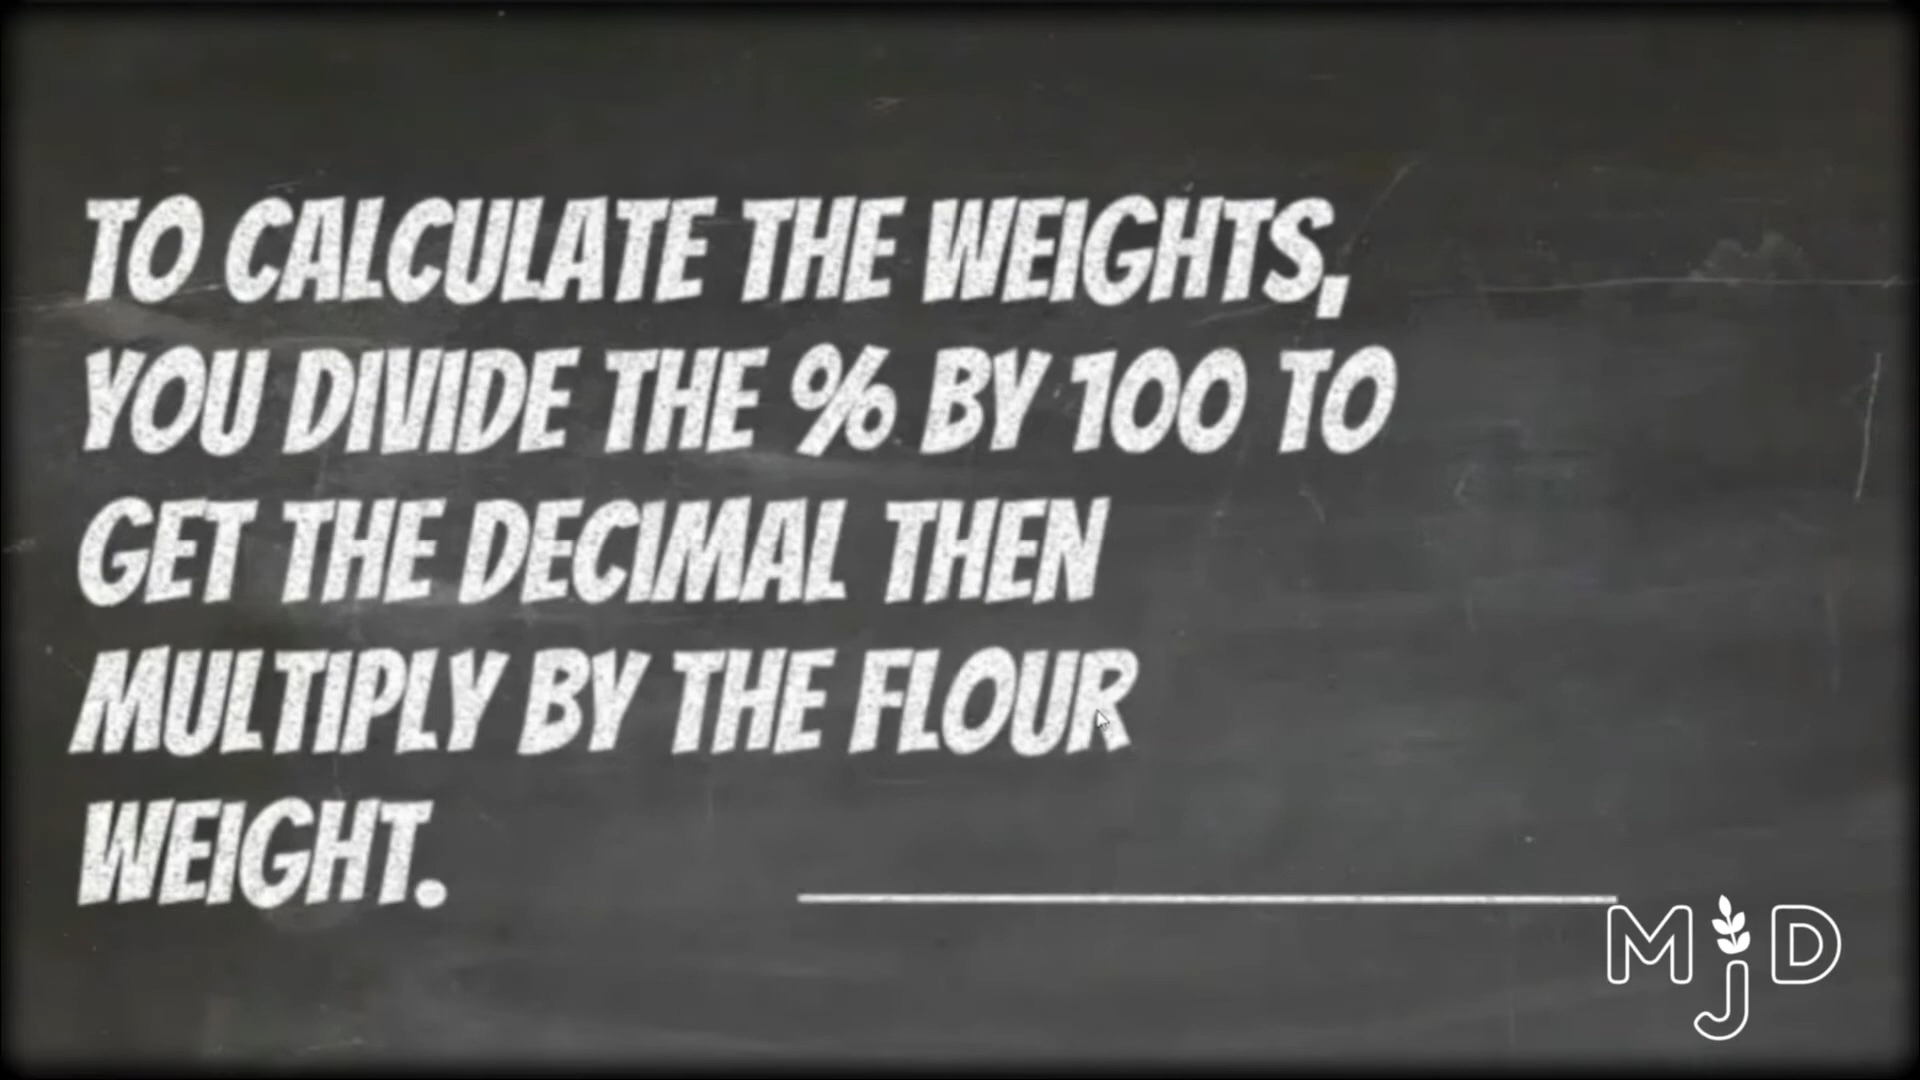 TO CALCULATE THE WEIGHTS,
YOU DIVIDE THE % BY 100 TO
GET THE DECIMAL THEN
MULTIPLY BY THE FLOUR
WEIGHT.
MJD